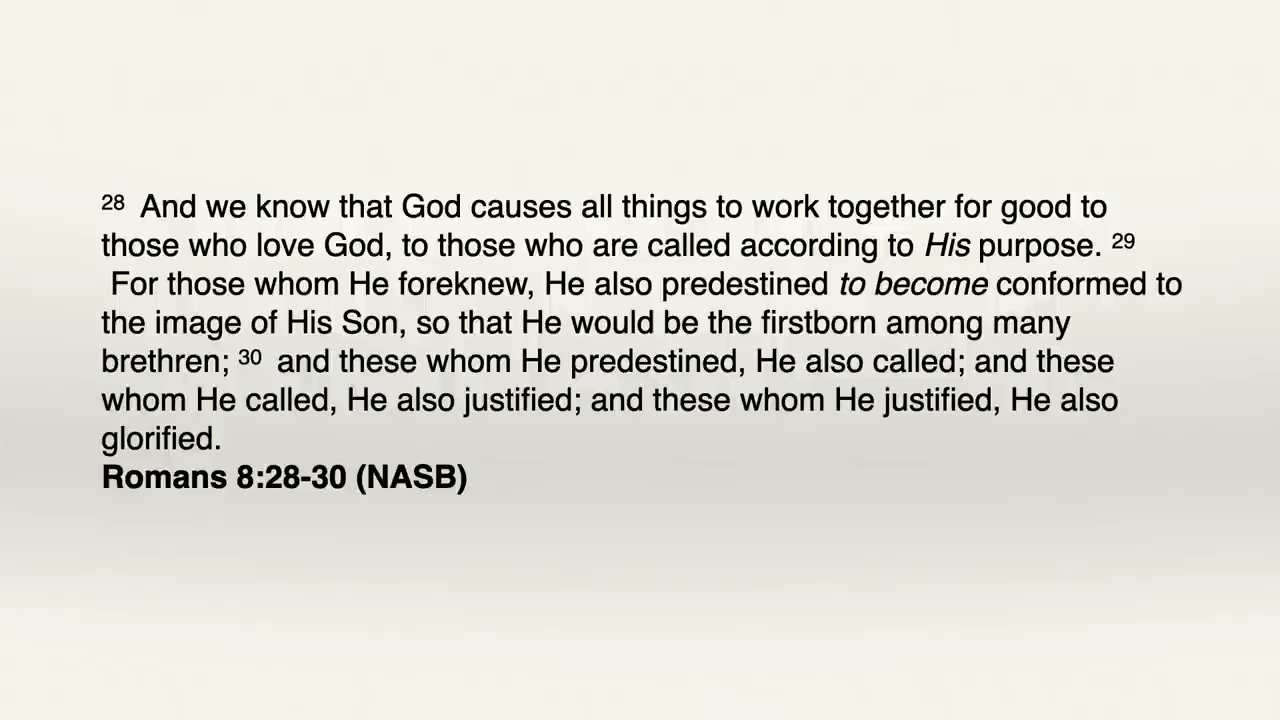 28 And we know that God causes all things to work together for good to
those who love God, to those who are called according to His purpose. 29
For those whom He foreknew, He also predestined to become conformed to
the image of His Son, so that He would be the firstborn among many
brethren; 30 and these whom He predestined, He also called; and these
whom He called, He also justified; and these whom He justified, He also
glorified.
Romans 8:28-30 (NASB)